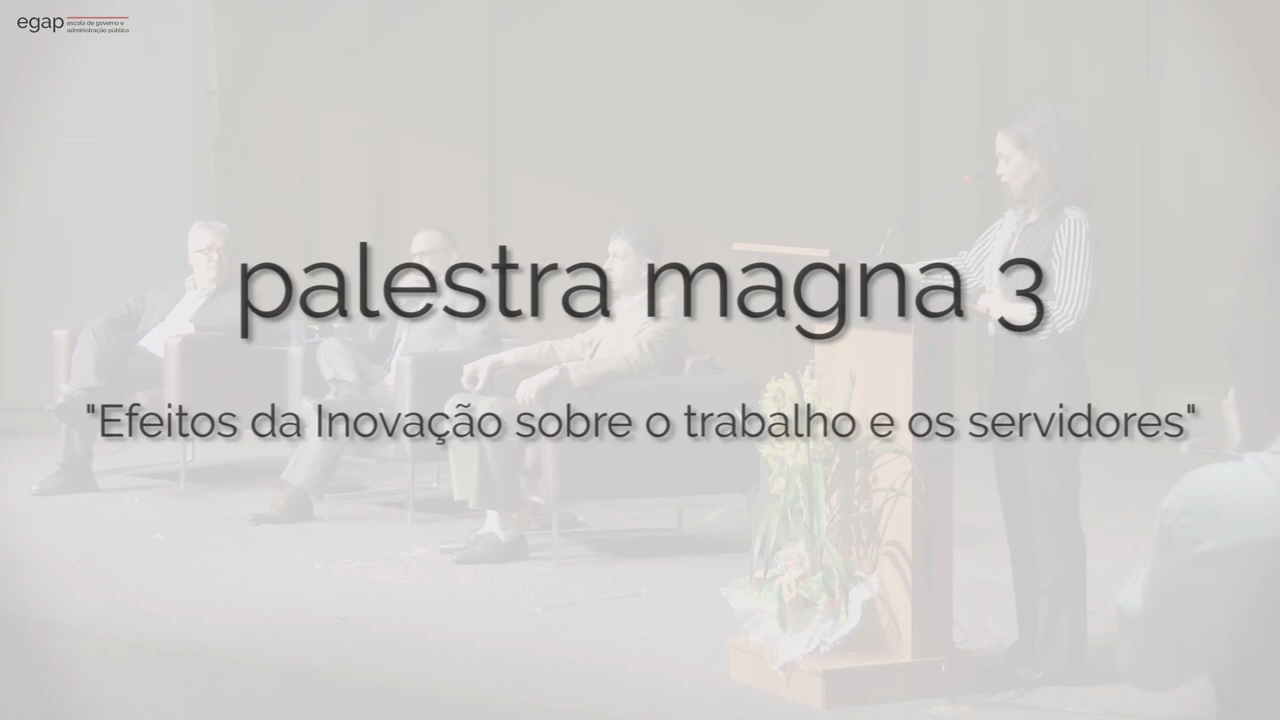 egap
escola de governo e
administração pública
palestra magna 3
"Efeitos da Inovação sobre o trabalho e os servidores"